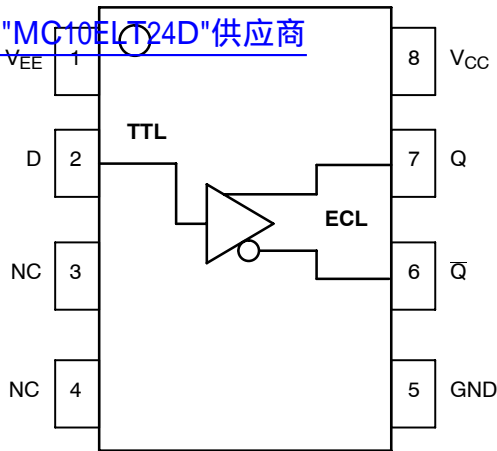 "MC10ELT24D"供应商
VEE 1
8 VCC
TTL
D 2
7 Q
ECL
NC 3
6 Q̅
NC 4
5 GND